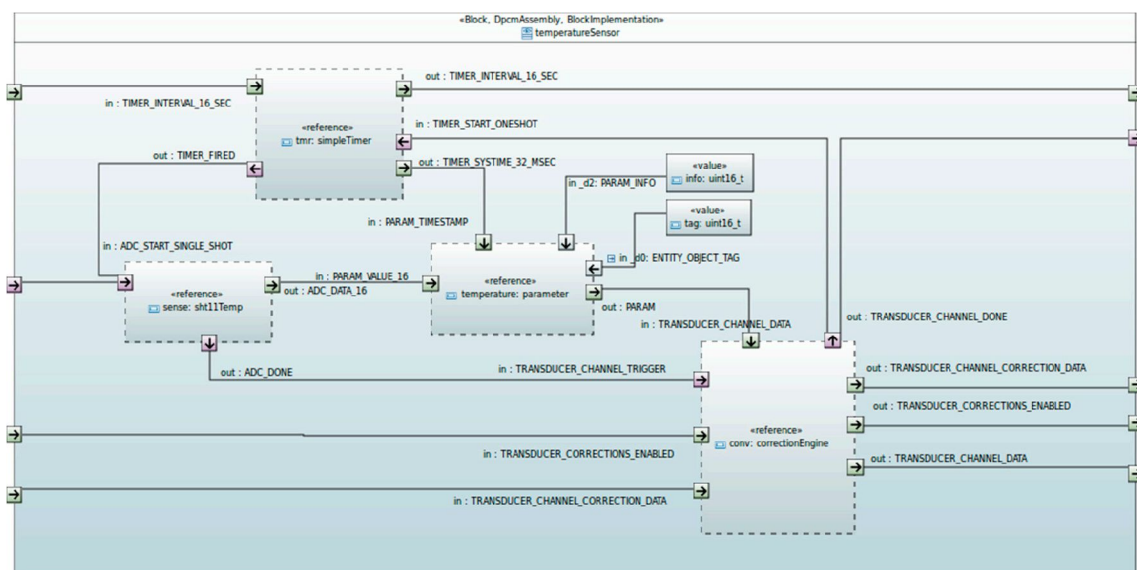 «Block, DpcmAssembly, BlockImplementation»
temperatureSensor
out : TIMER_INTERVAL_16_SEC
in : TIMER_INTERVAL_16_SEC
«reference»
tmr: simpleTimer
in : TIMER_START_ONESHOT
out : TIMER_FIRED
out : TIMER_SYSTIME_32_MSEC
«value»
info: uint16_t
in _d2: PARAM_INFO
«value»
tag: uint16_t
in : PARAM_TIMESTAMP
in : ADC_START_SINGLE_SHOT
in _d0: ENTITY_OBJECT_TAG
in : PARAM_VALUE_16
out : ADC_DATA_16
«reference»
sense: sht11Temp
«reference»
temperature: parameter
out : PARAM
in : TRANSDUCER_CHANNEL_DATA
out : TRANSDUCER_CHANNEL_DONE
out : ADC_DONE
in : TRANSDUCER_CHANNEL_TRIGGER
out : TRANSDUCER_CHANNEL_CORRECTION_DATA
out : TRANSDUCER_CORRECTIONS_ENABLED
«reference»
conv: correctionEngine
in : TRANSDUCER_CORRECTIONS_ENABLED
out : TRANSDUCER_CHANNEL_DATA
in : TRANSDUCER_CHANNEL_CORRECTION_DATA